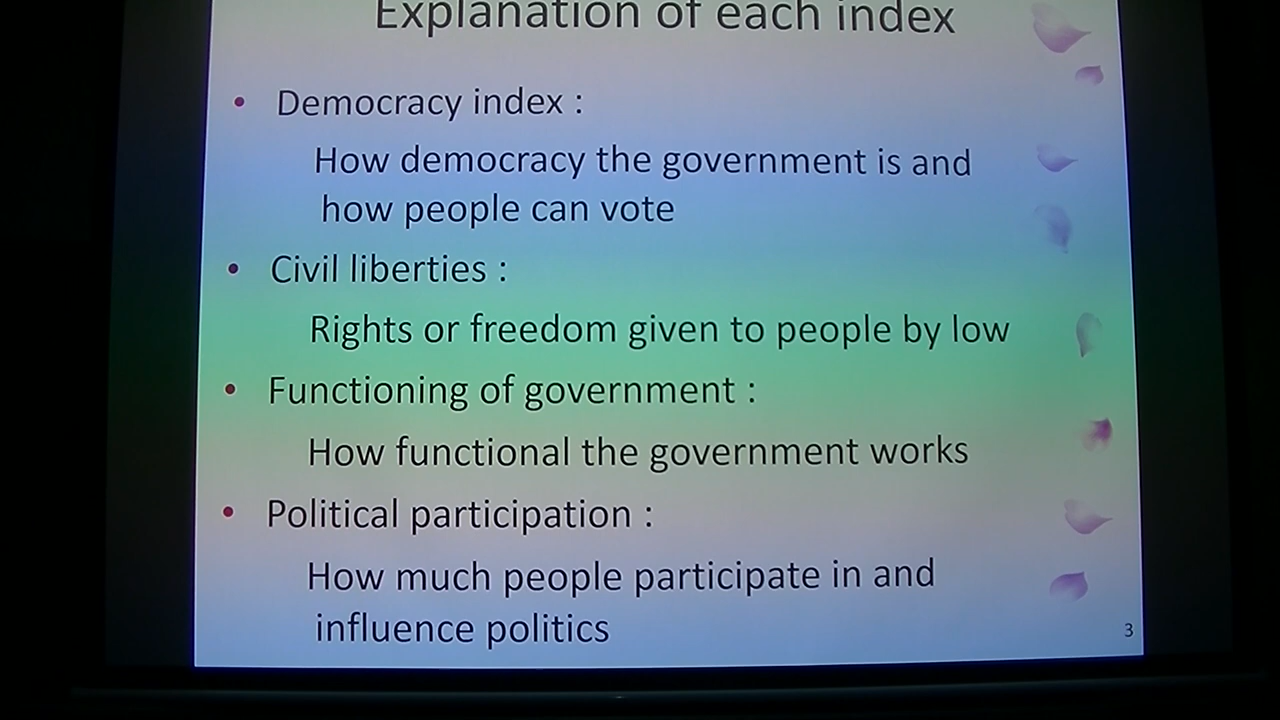 Explanation of each index
• Democracy index :
How democracy the government is and
how people can vote
• Civil liberties :
Rights or freedom given to people by low
• Functioning of government :
How functional the government works
• Political participation :
How much people participate in and
influence politics
3